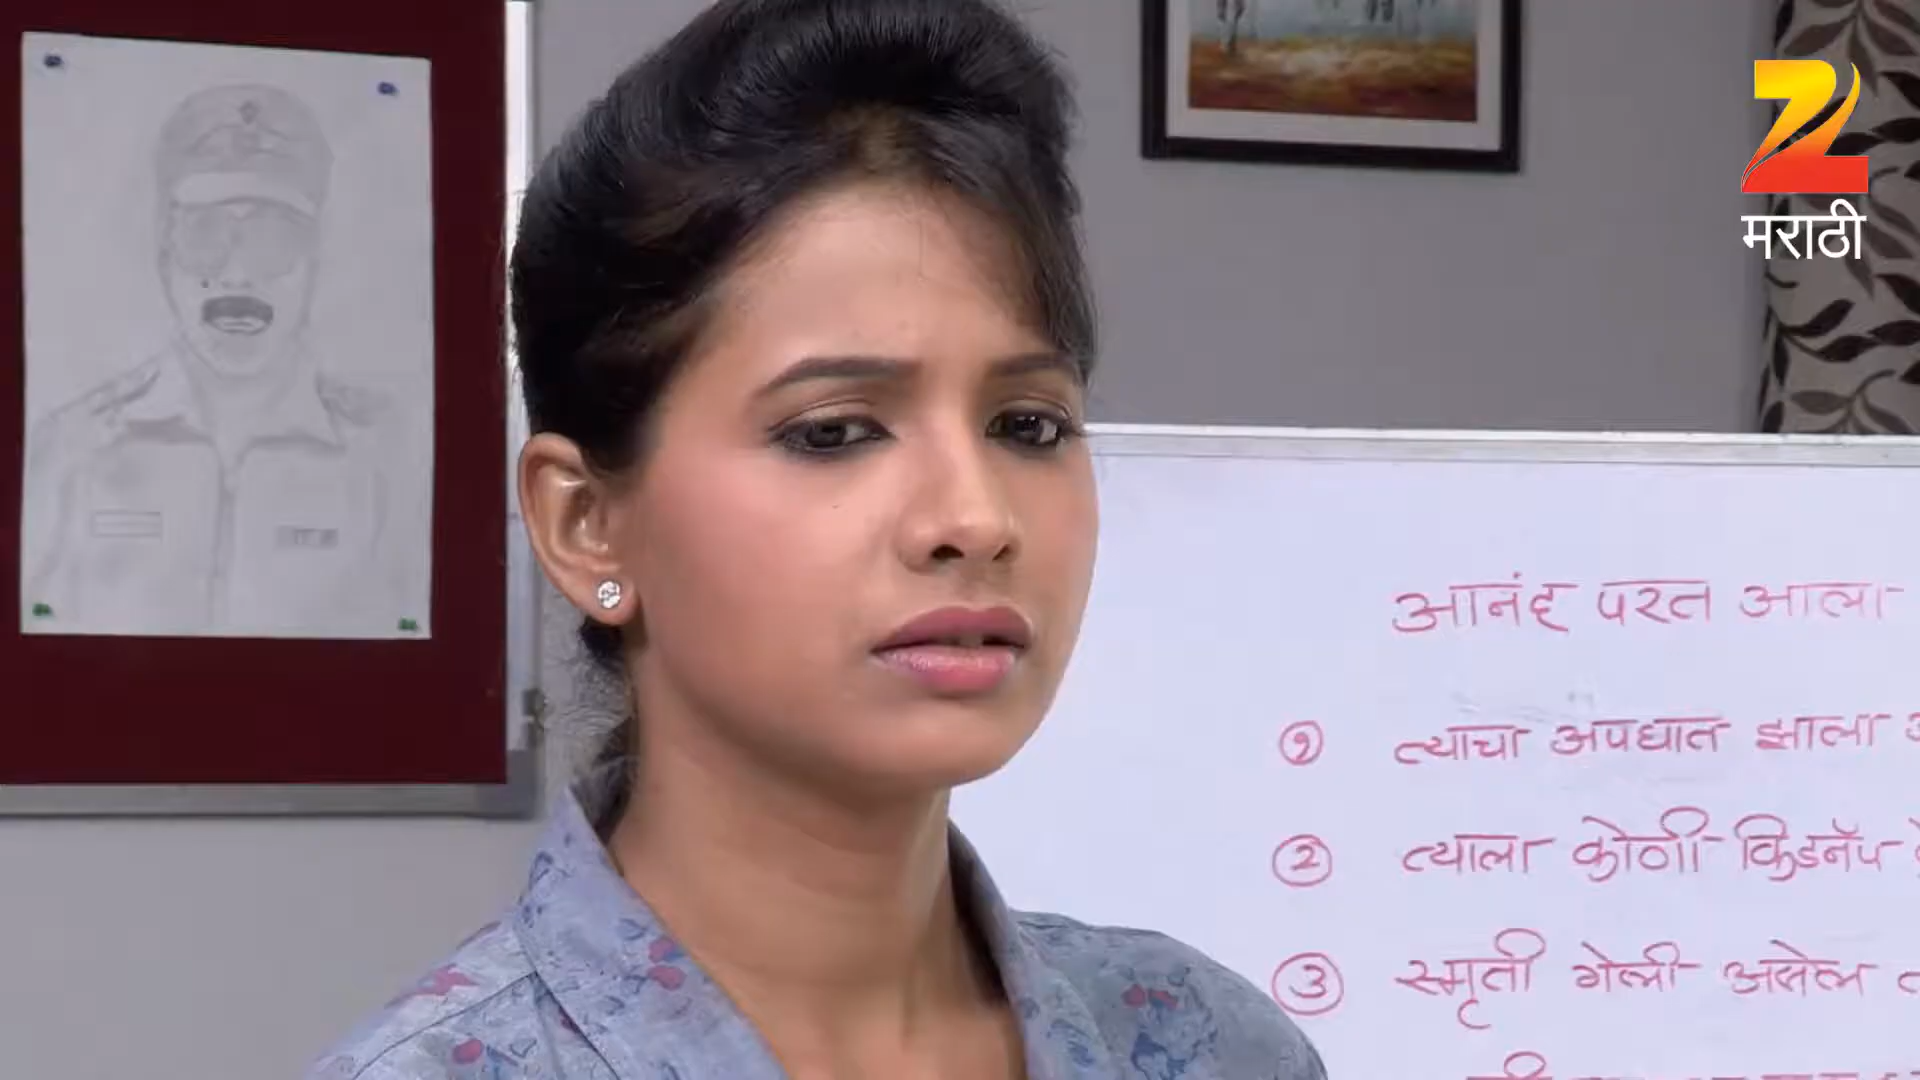 मराठी
आनंद परत आला
१ त्याचा अपघात झाला
२ त्याला कोणी किडनॅप
३ स्मृती गेली असेल